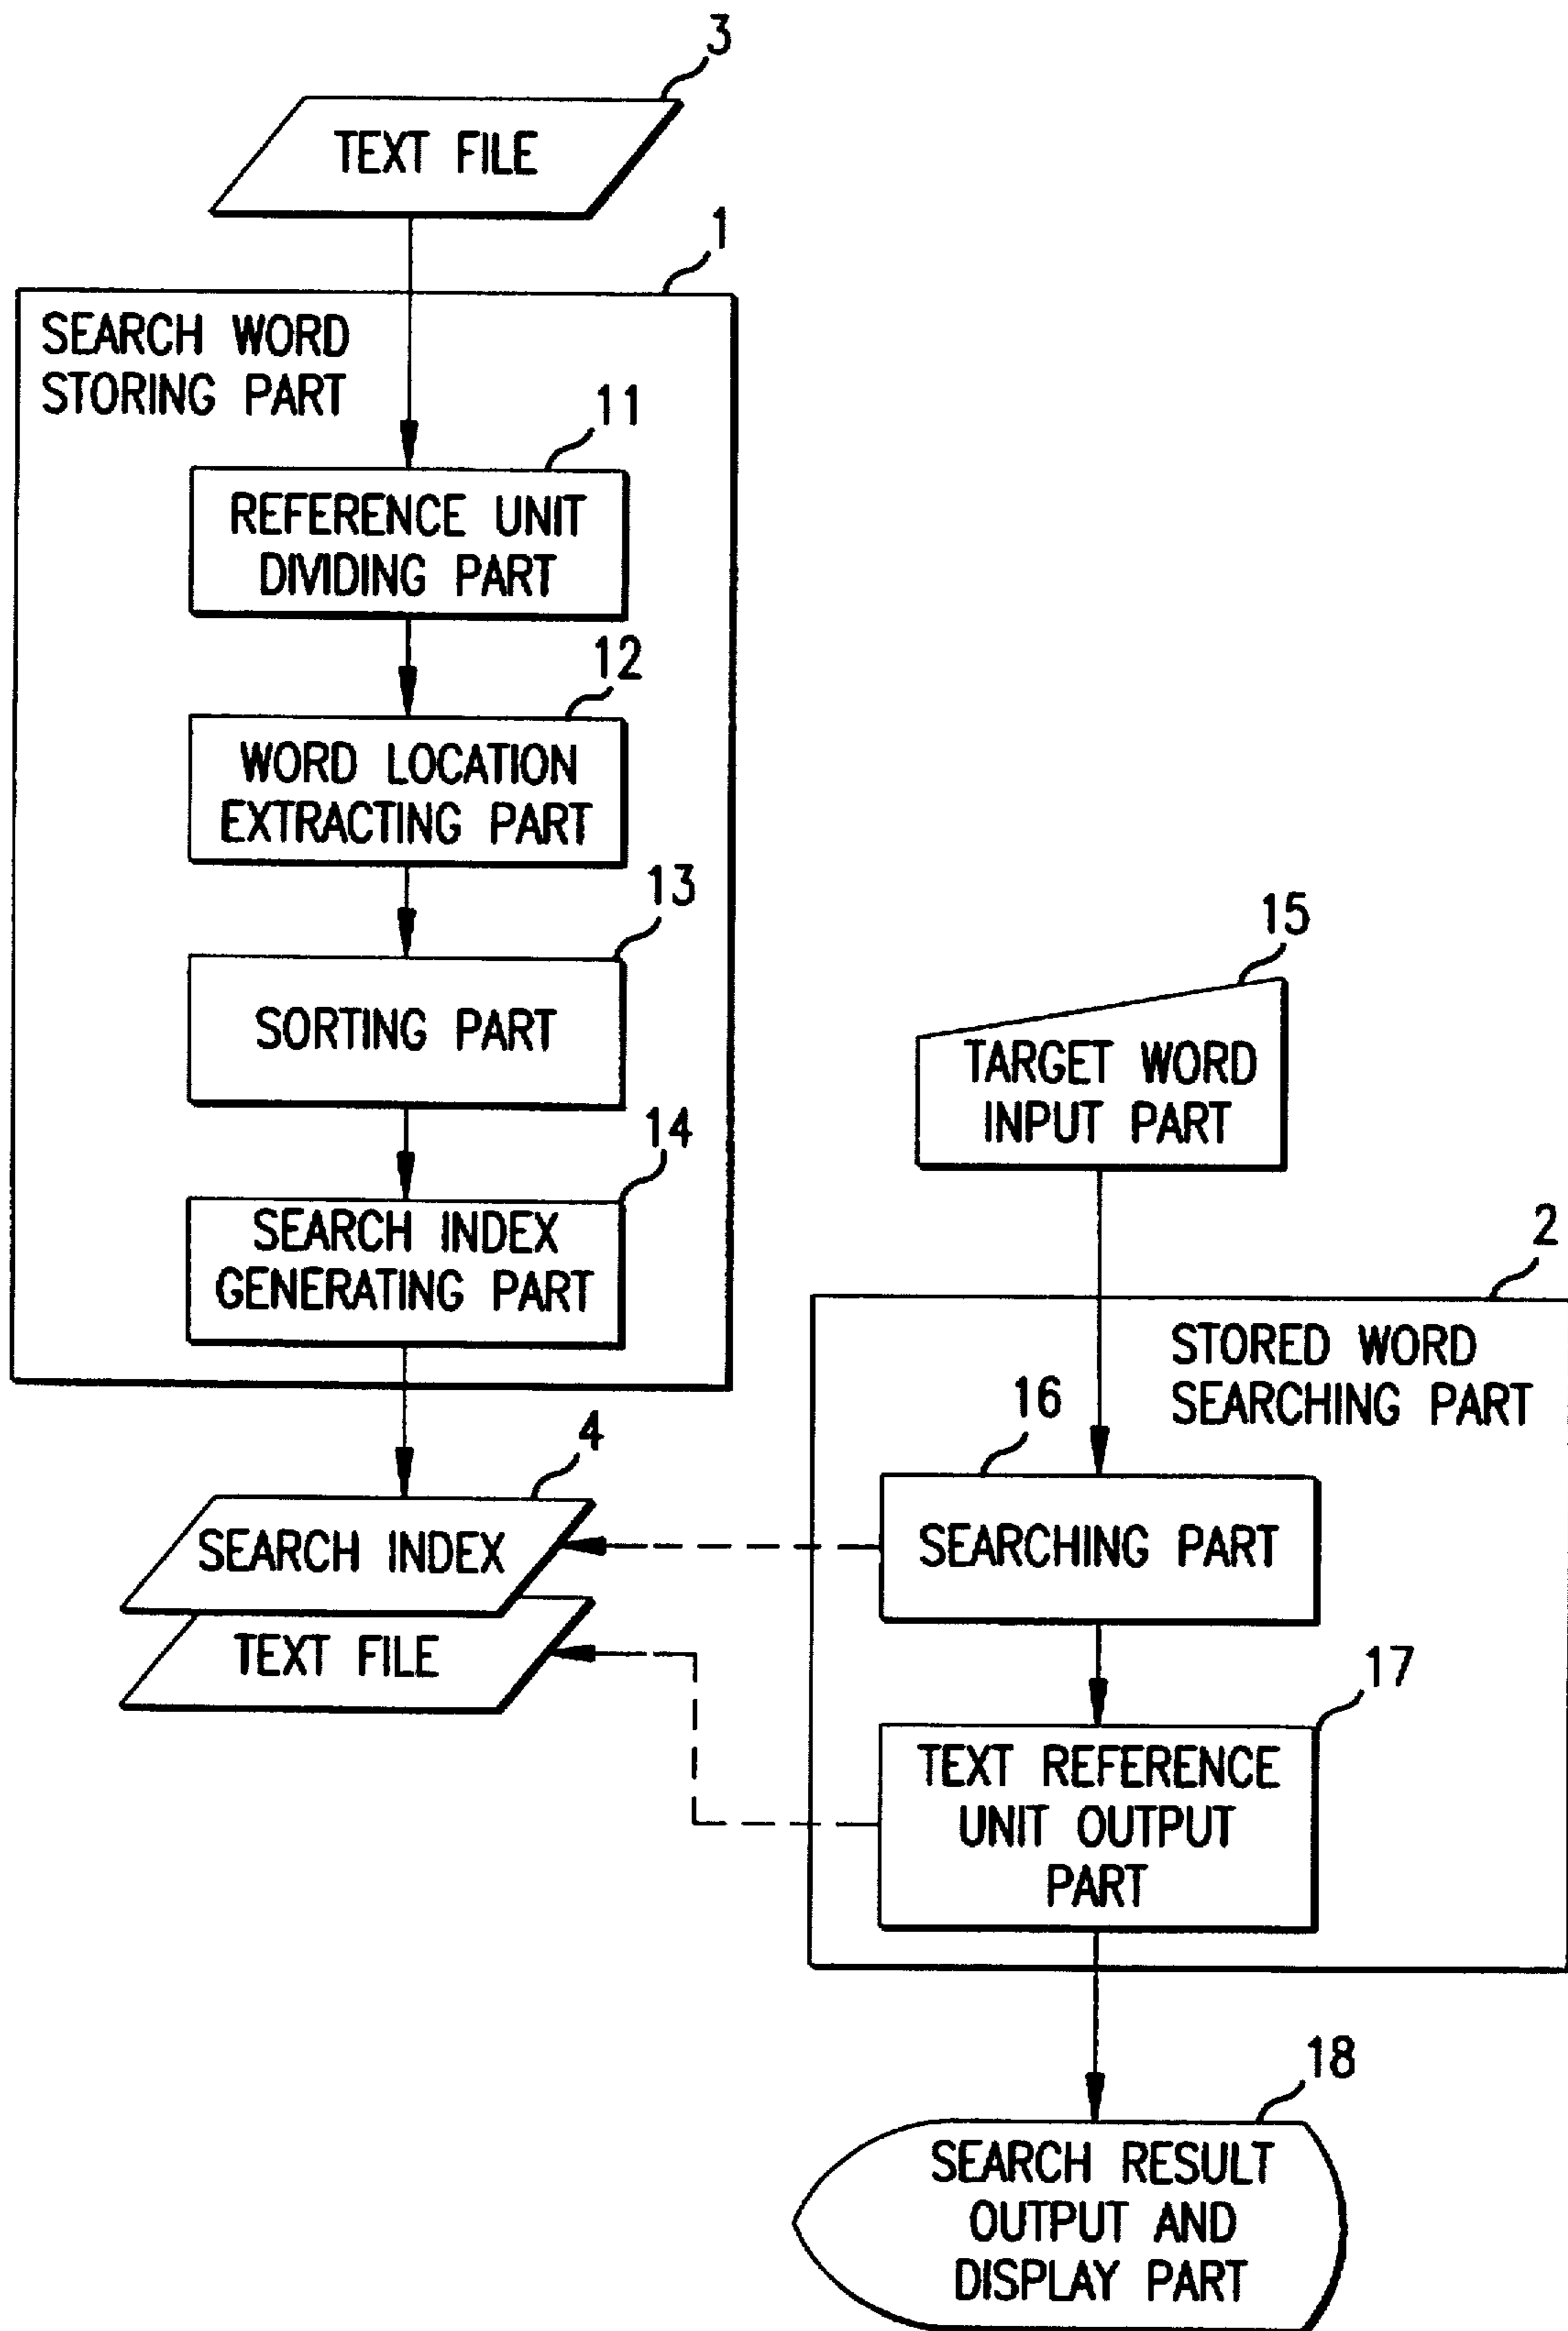 3
TEXT FILE
1
SEARCH WORD
STORING PART
11
REFERENCE UNIT
DIVIDING PART
12
WORD LOCATION
EXTRACTING PART
13
SORTING PART
14
SEARCH INDEX
GENERATING PART
4
SEARCH INDEX
TEXT FILE
15
TARGET WORD
INPUT PART
2
STORED WORD
SEARCHING PART
16
SEARCHING PART
17
TEXT REFERENCE
UNIT OUTPUT
PART
18
SEARCH RESULT
OUTPUT AND
DISPLAY PART